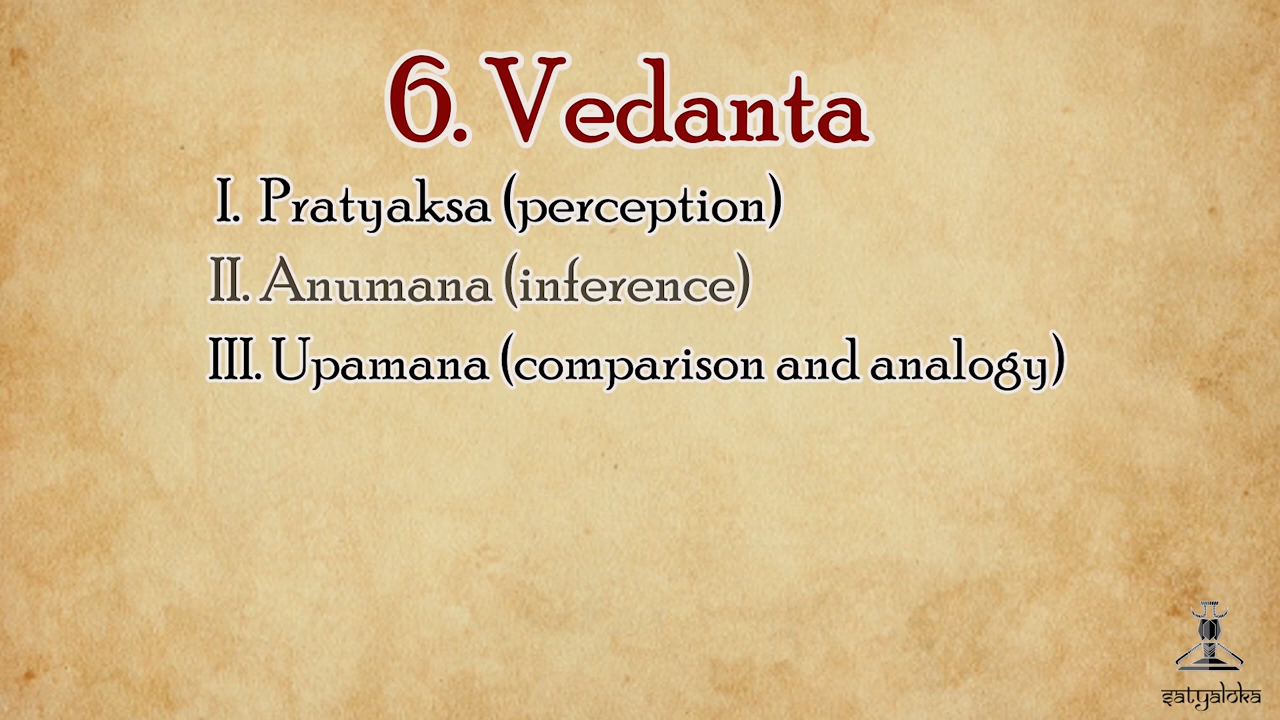 6. Vedanta
I. Pratyaksa (perception)
II. Anumana (inference)
III. Upamana (comparison and analogy)
satyaloka